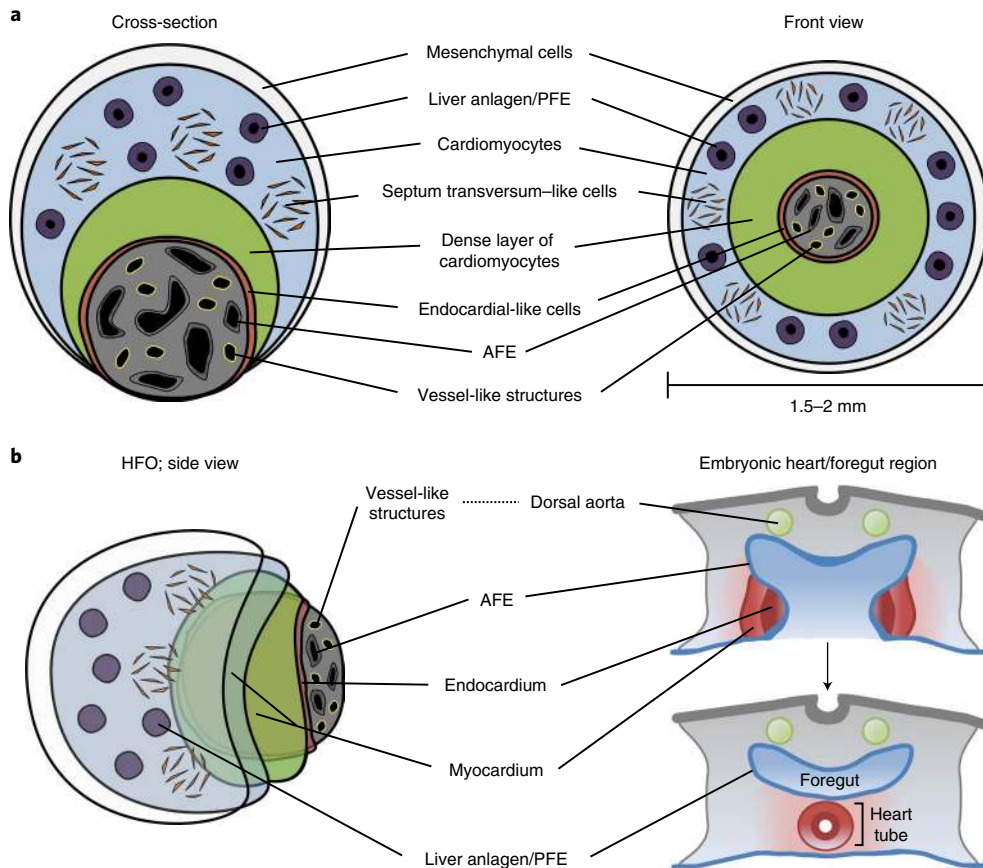 a
Cross-section
Front view
Mesenchymal cells
Liver anlagen/PFE
Cardiomyocytes
Septum transversum–like cells
Dense layer of
cardiomyocytes
Endocardial-like cells
AFE
Vessel-like structures
1.5–2 mm
b
HFO; side view
Embryonic heart/foregut region
Vessel-like
structures
Dorsal aorta
AFE
Endocardium
Myocardium
Liver anlagen/PFE
Foregut
Heart
tube